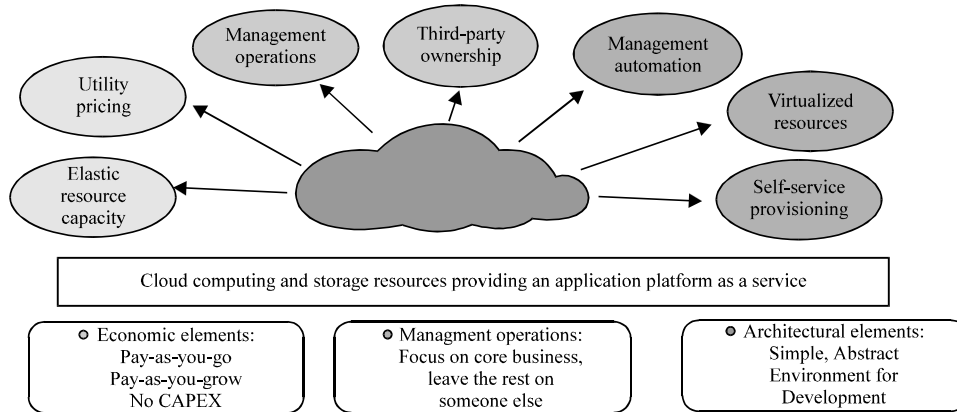 Management
operations
Third-party
ownership
Management
automation
Utility
pricing
Virtualized
resources
Elastic
resource
capacity
Self-service
provisioning
Cloud computing and storage resources providing an application platform as a service
Economic elements:
Pay-as-you-go
Pay-as-you-grow
No CAPEX
Managment operations:
Focus on core business,
leave the rest on
someone else
Architectural elements:
Simple, Abstract
Environment for
Development